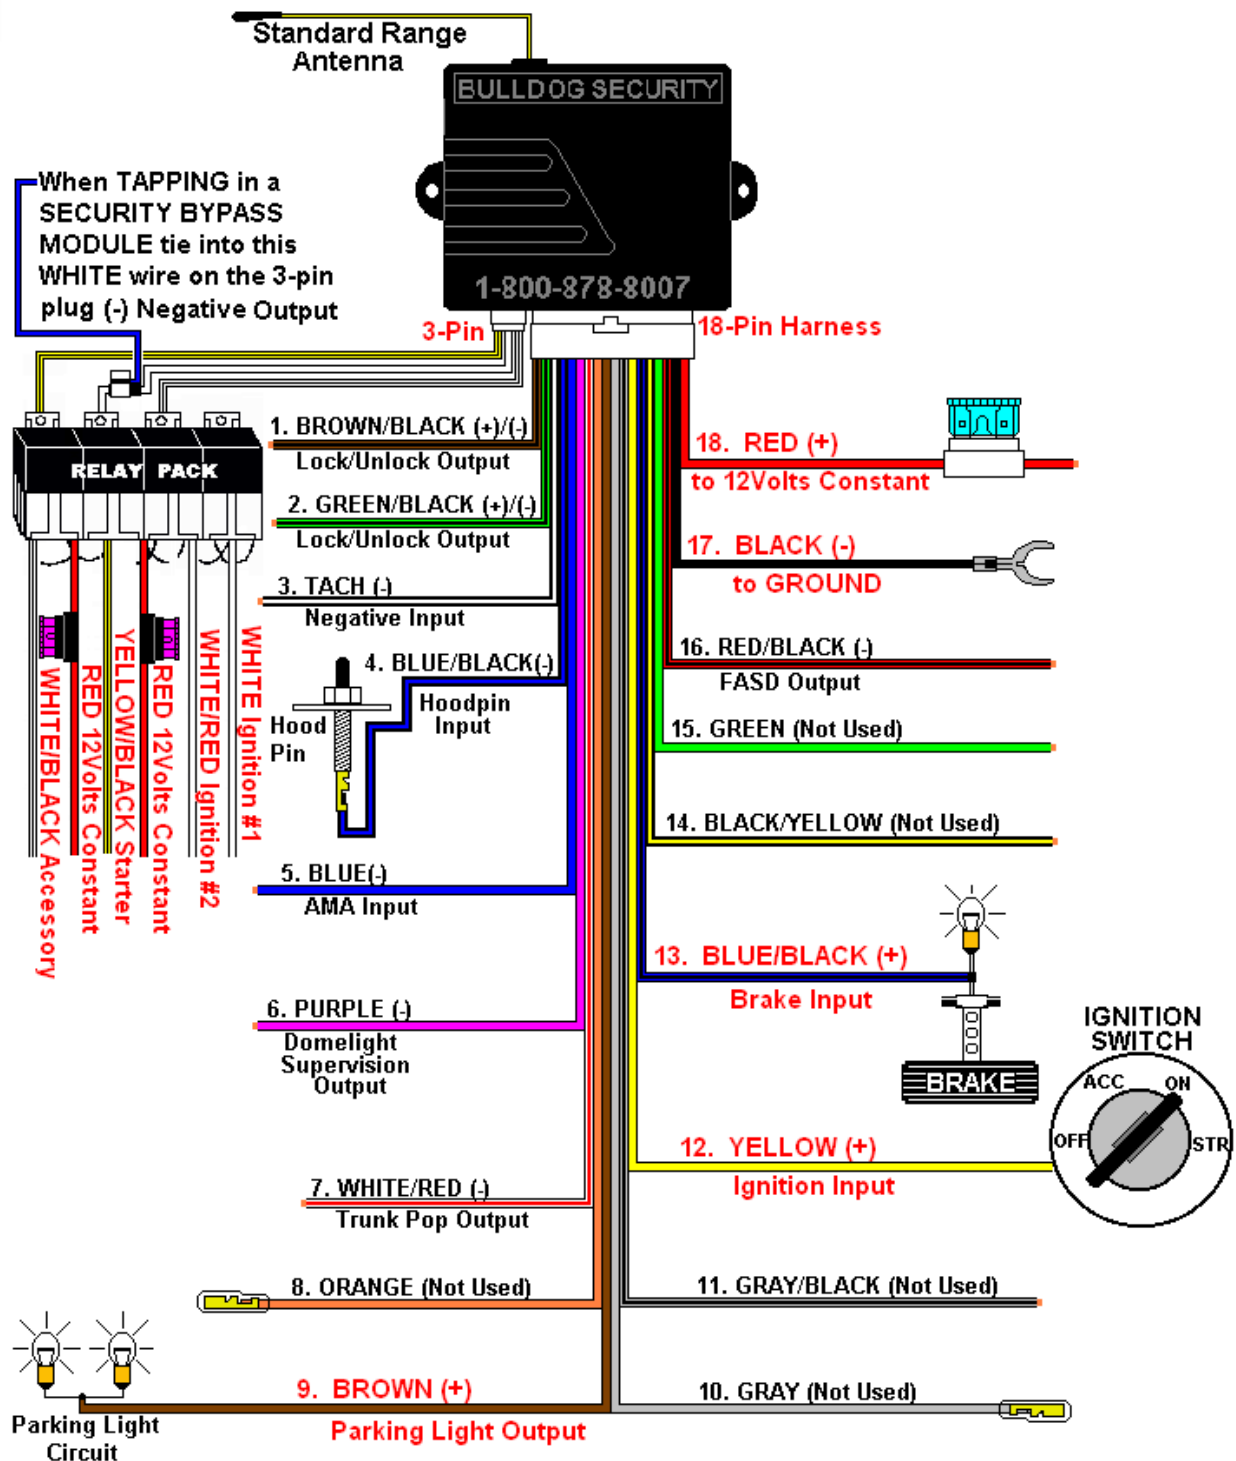 Standard Range
Antenna
BULLDOG SECURITY
1-800-878-8007
When TAPPING in a
SECURITY BYPASS
MODULE tie into this
WHITE wire on the 3-pin
plug (-) Negative Output
3-Pin
18-Pin Harness
RELAY PACK
WHITE/BLACK Accessory
RED 12Volts Constant
YELLOW/BLACK Starter
RED 12Volts Constant
WHITE/RED Ignition #2
WHITE Ignition #1
1. BROWN/BLACK (+)/(-)
Lock/Unlock Output
2. GREEN/BLACK (+)/(-)
Lock/Unlock Output
3. TACH (-)
Negative Input
4. BLUE/BLACK(-)
Hoodpin
Input
Hood
Pin
5. BLUE(-)
AMA Input
6. PURPLE (-)
Domelight
Supervision
Output
7. WHITE/RED (-)
Trunk Pop Output
8. ORANGE (Not Used)
9. BROWN (+)
Parking Light Output
Parking Light
Circuit
18. RED (+)
to 12Volts Constant
17. BLACK (-)
to GROUND
16. RED/BLACK (-)
FASD Output
15. GREEN (Not Used)
14. BLACK/YELLOW (Not Used)
13. BLUE/BLACK (+)
Brake Input
BRAKE
IGNITION
SWITCH
ACC
ON
OFF
STR
12. YELLOW (+)
Ignition Input
11. GRAY/BLACK (Not Used)
10. GRAY (Not Used)